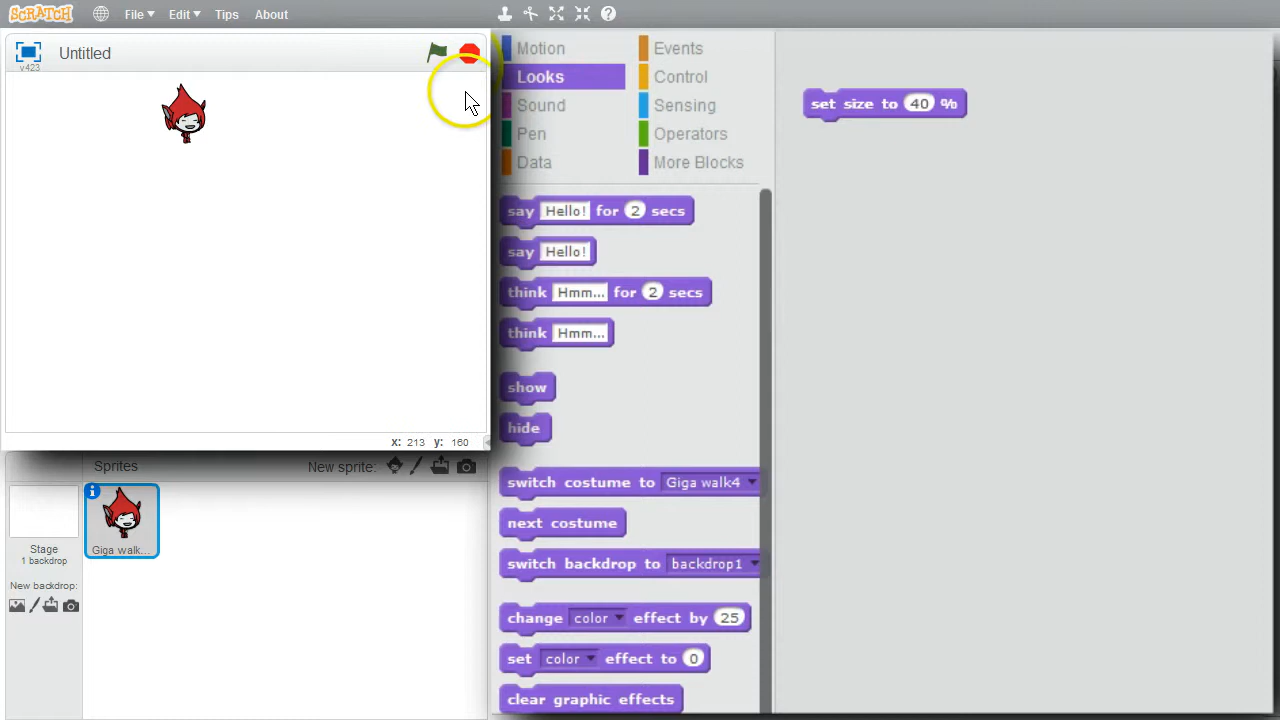 SCRATCH File Edit Tips About
Untitled
v423
x: 213 y: 160
Sprites New sprite:
Stage
1 backdrop
New backdrop:
Giga walk...
Motion Events
Looks Control
Sound Sensing
Pen Operators
Data More Blocks
say Hello! for 2 secs
say Hello!
think Hmm... for 2 secs
think Hmm...
show
hide
switch costume to Giga walk4
next costume
switch backdrop to backdrop1
change color effect by 25
set color effect to 0
clear graphic effects
set size to 40 %